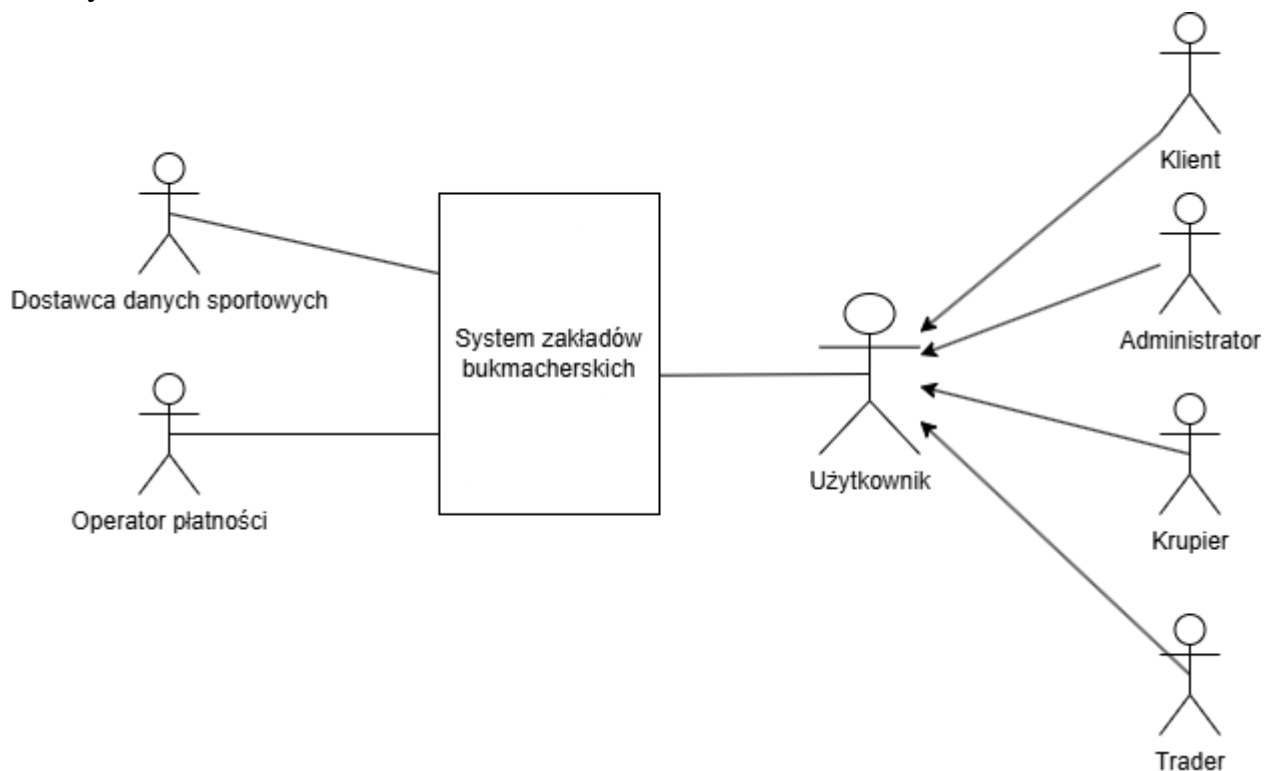 Klient
Dostawca danych sportowych
System zakładów
bukmacherskich
Administrator
Użytkownik
Operator płatności
Krupier
Trader